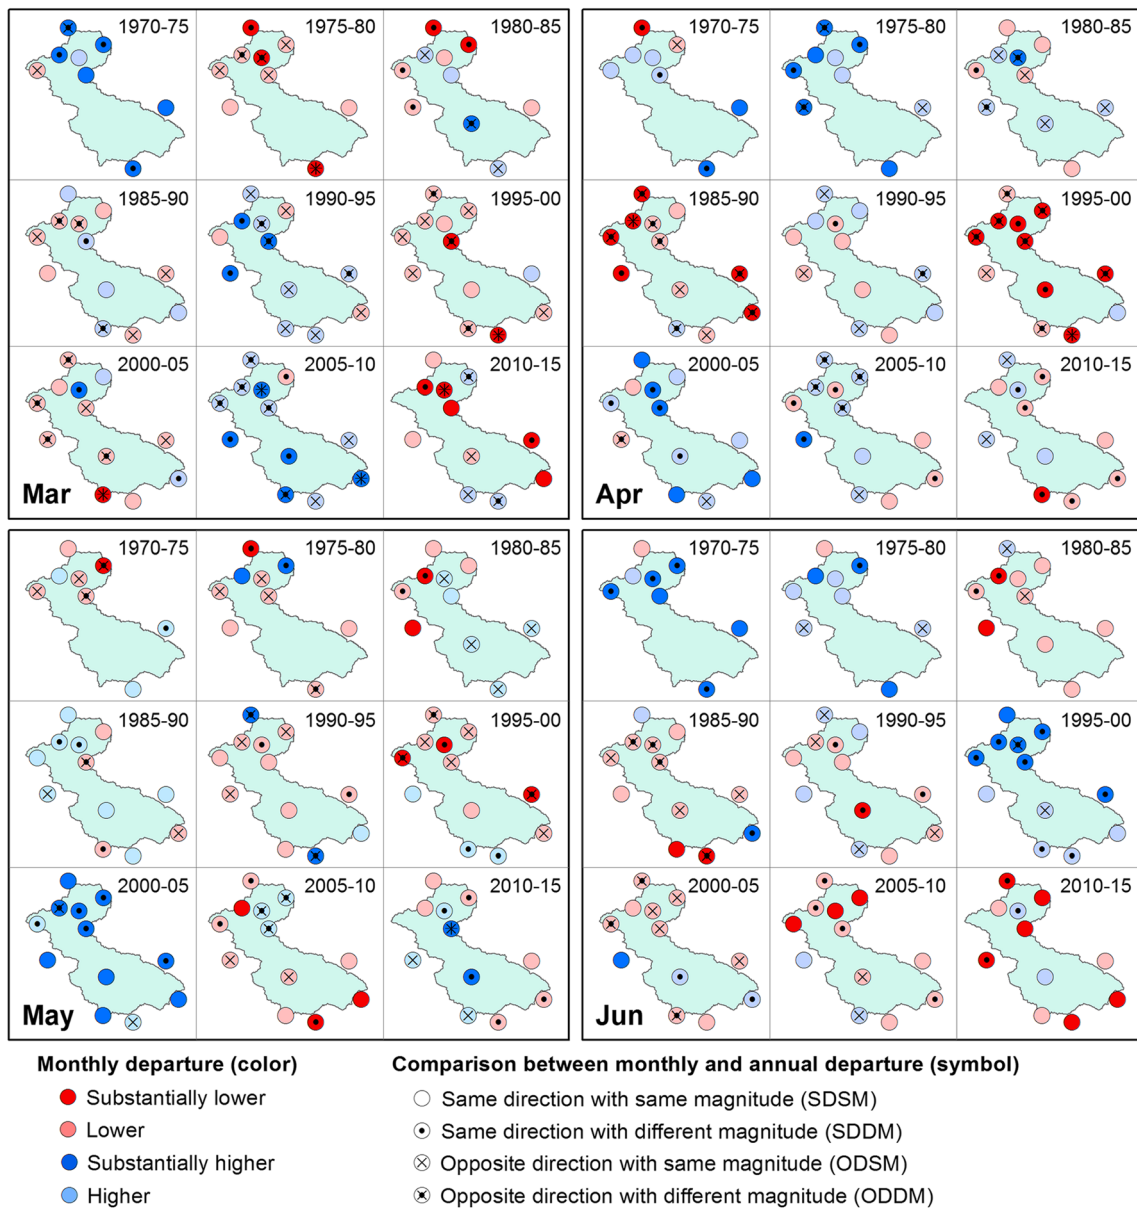 1970-75 1975-80 1980-85
1985-90 1990-95 1995-00
2000-05 2005-10 2010-15
Mar
1970-75 1975-80 1980-85
1985-90 1990-95 1995-00
2000-05 2005-10 2010-15
Apr
1970-75 1975-80 1980-85
1985-90 1990-95 1995-00
2000-05 2005-10 2010-15
May
1970-75 1975-80 1980-85
1985-90 1990-95 1995-00
2000-05 2005-10 2010-15
Jun
Monthly departure (color)
Substantially lower
Lower
Substantially higher
Higher
Comparison between monthly and annual departure (symbol)
Same direction with same magnitude (SDSM)
Same direction with different magnitude (SDDM)
Opposite direction with same magnitude (ODSM)
Opposite direction with different magnitude (ODDM)